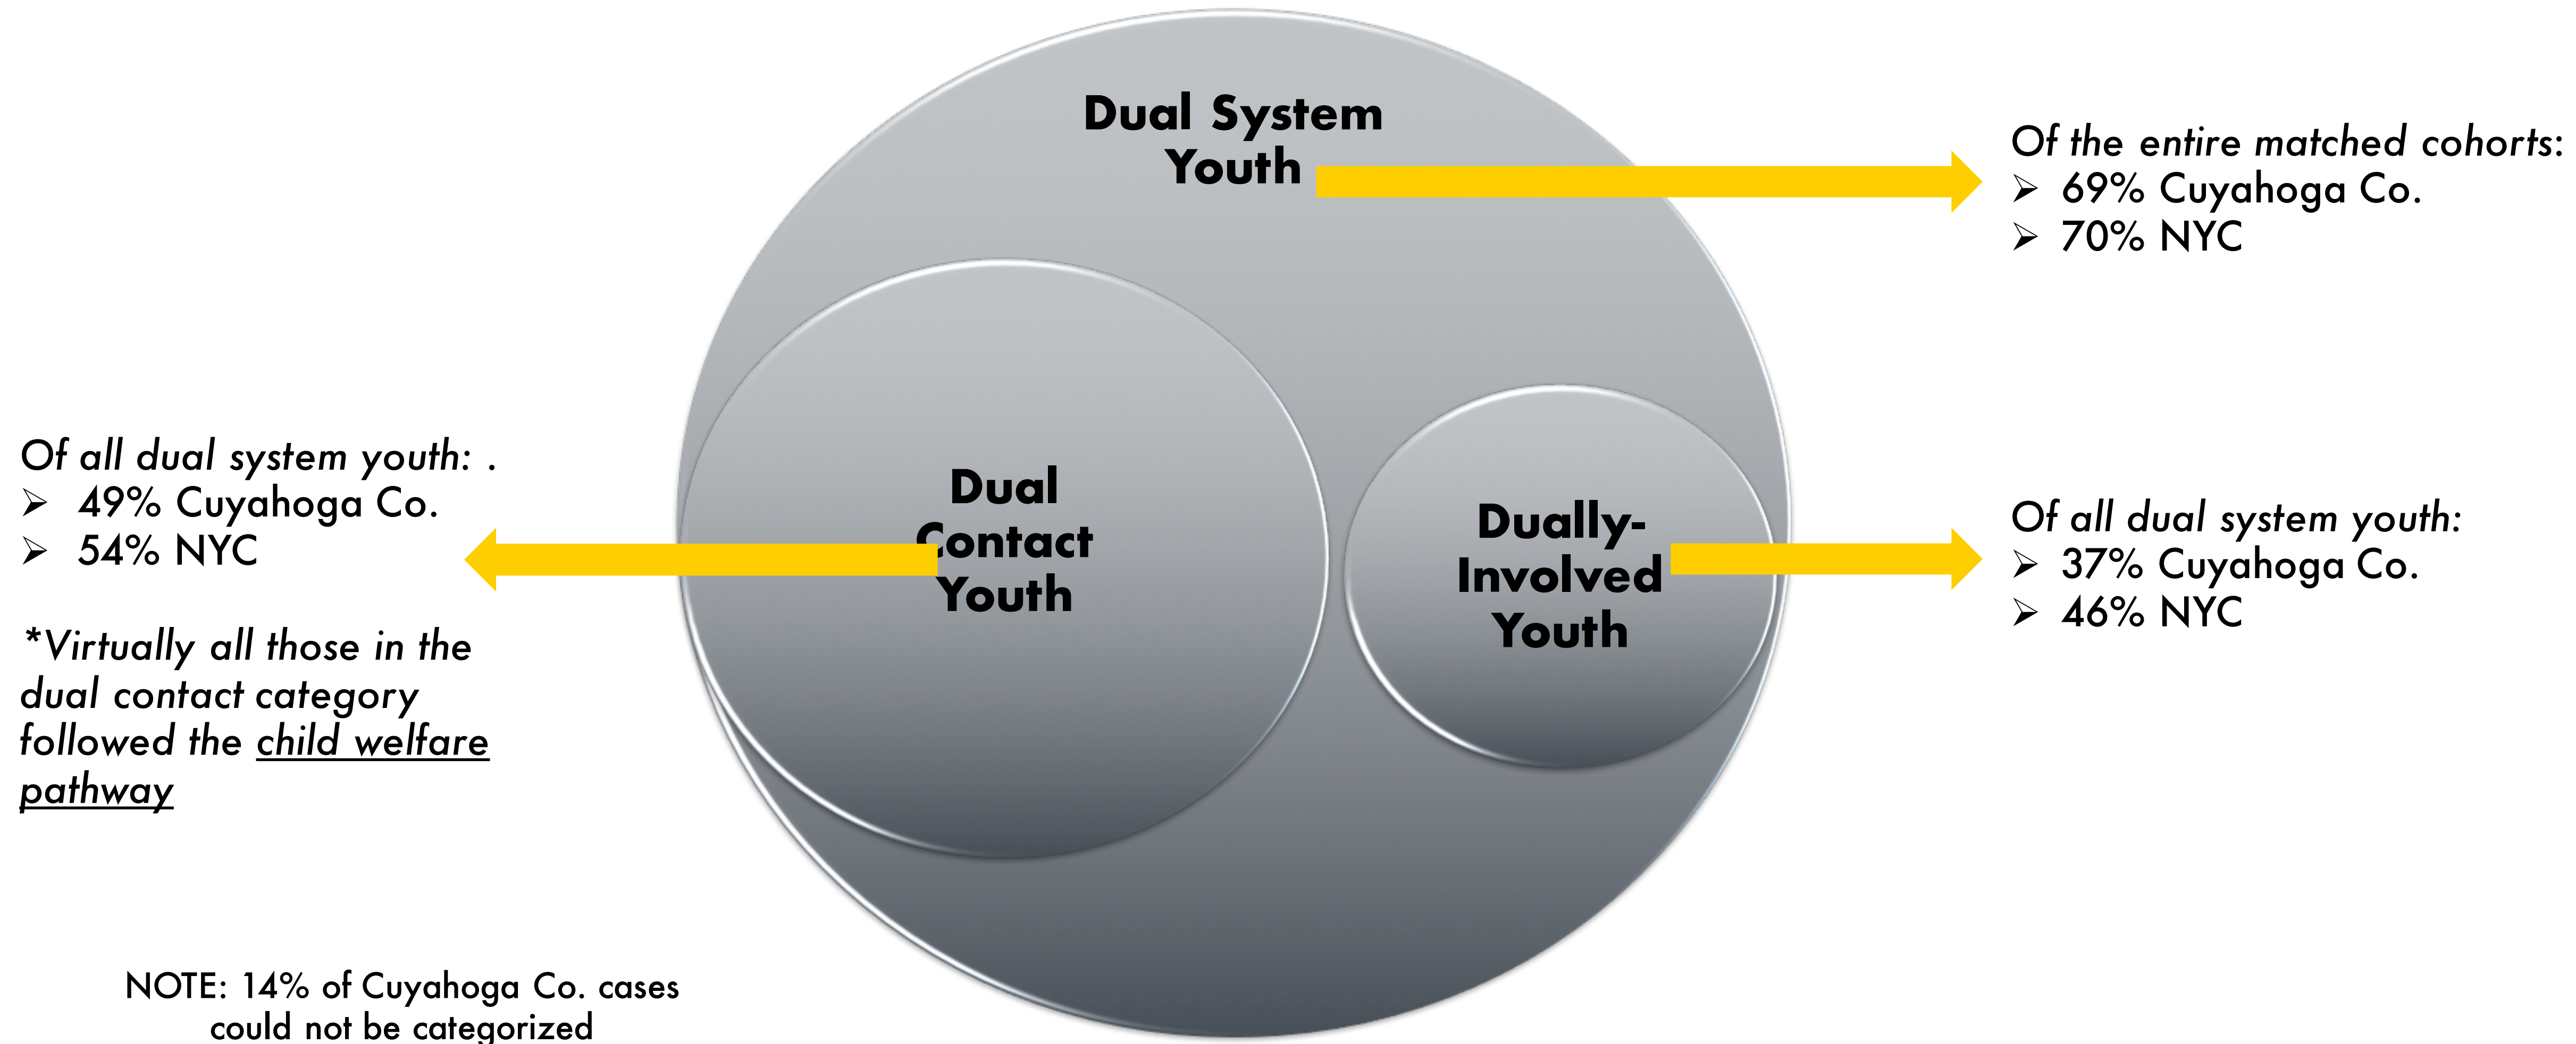 Dual System
Youth
Of the entire matched cohorts:
➢ 69% Cuyahoga Co.
➢ 70% NYC
Of all dual system youth: .
➢ 49% Cuyahoga Co.
➢ 54% NYC
*Virtually all those in the
dual contact category
followed the child welfare
pathway
Dual
Contact
Youth
Dually-
Involved
Youth
Of all dual system youth:
➢ 37% Cuyahoga Co.
➢ 46% NYC
NOTE: 14% of Cuyahoga Co. cases
could not be categorized